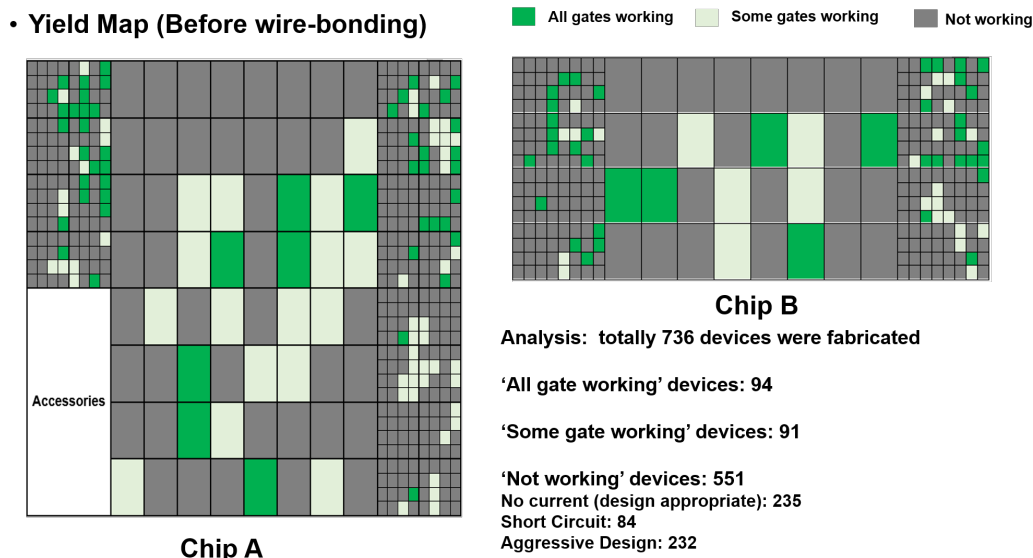 • Yield Map (Before wire-bonding)
All gates working
Some gates working
Not working
Accessories
Chip A
Chip B
Analysis: totally 736 devices were fabricated
‘All gate working’ devices: 94
‘Some gate working’ devices: 91
‘Not working’ devices: 551
No current (design appropriate): 235
Short Circuit: 84
Aggressive Design: 232